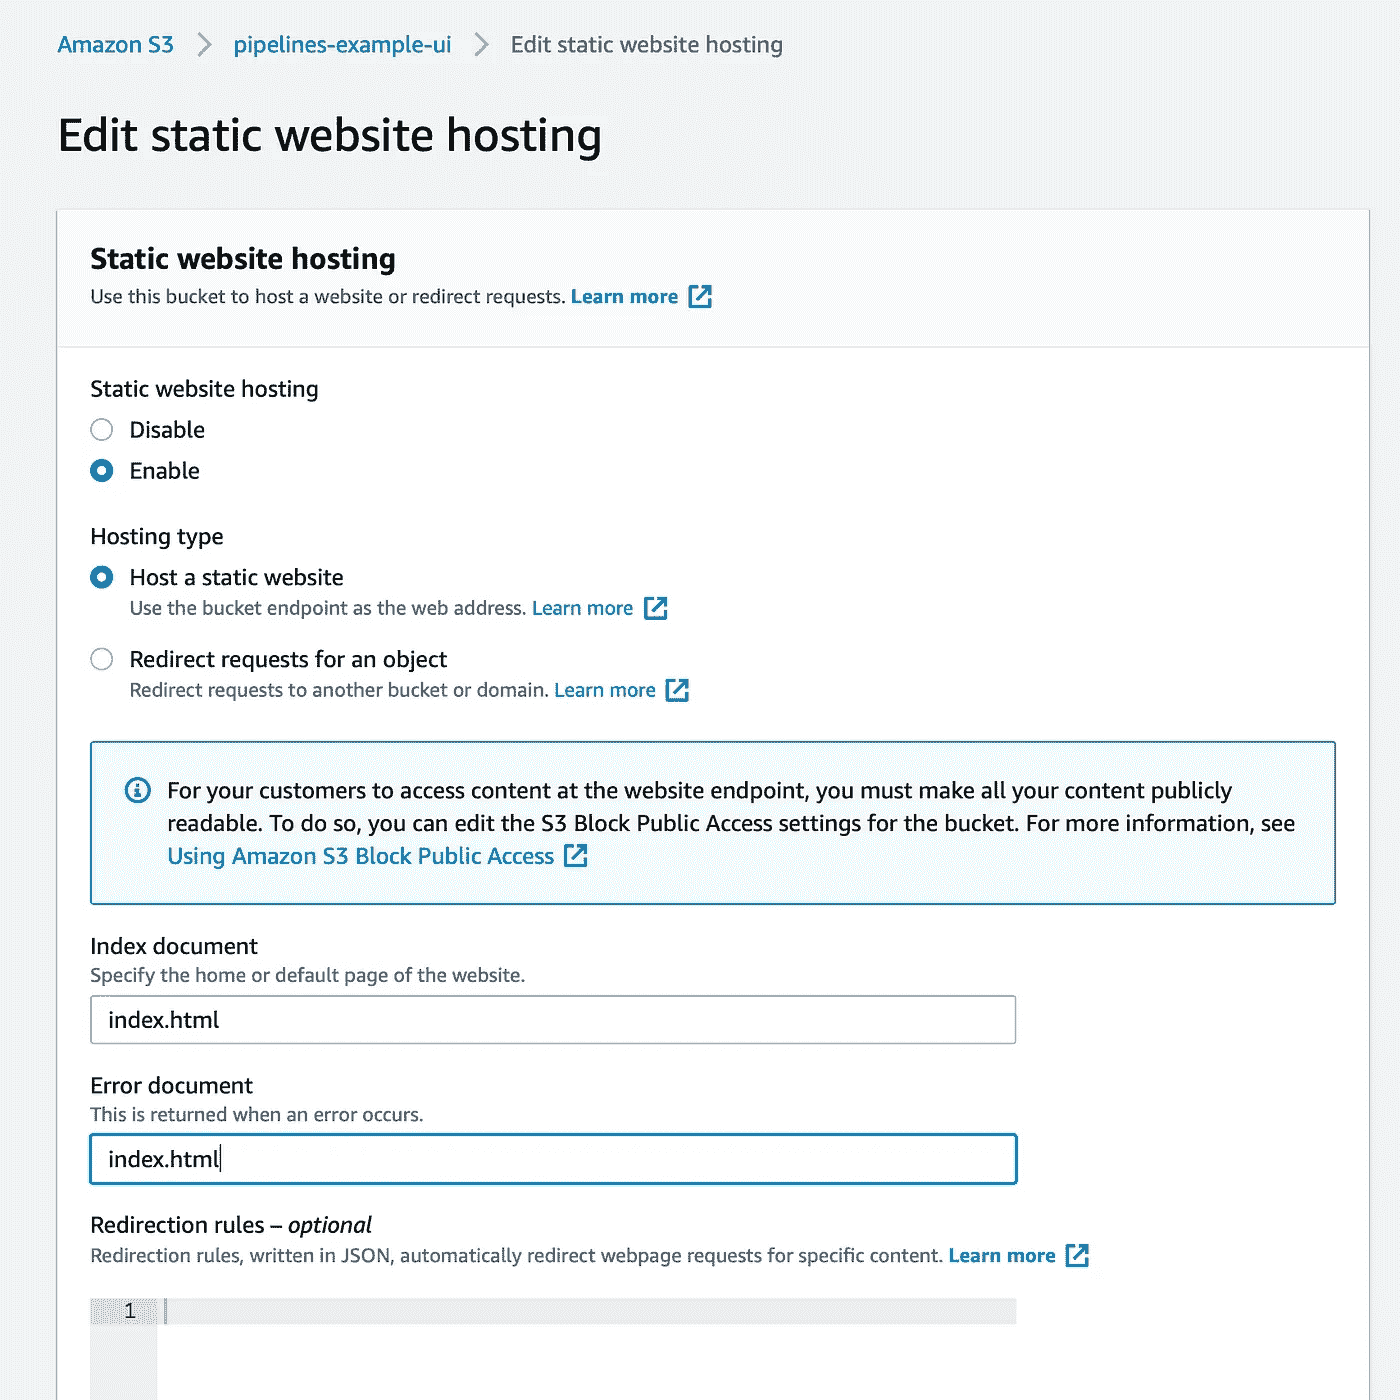 Amazon S3 > pipelines-example-ui > Edit static website hosting
Edit static website hosting
Static website hosting
Use this bucket to host a website or redirect requests. Learn more
Static website hosting
Disable
Enable
Hosting type
Host a static website
Use the bucket endpoint as the web address. Learn more
Redirect requests for an object
Redirect requests to another bucket or domain. Learn more
For your customers to access content at the website endpoint, you must make all your content publicly
readable. To do so, you can edit the S3 Block Public Access settings for the bucket. For more information, see
Using Amazon S3 Block Public Access
Index document
Specify the home or default page of the website.
index.html
Error document
This is returned when an error occurs.
index.html
Redirection rules – optional
Redirection rules, written in JSON, automatically redirect webpage requests for specific content. Learn more
1